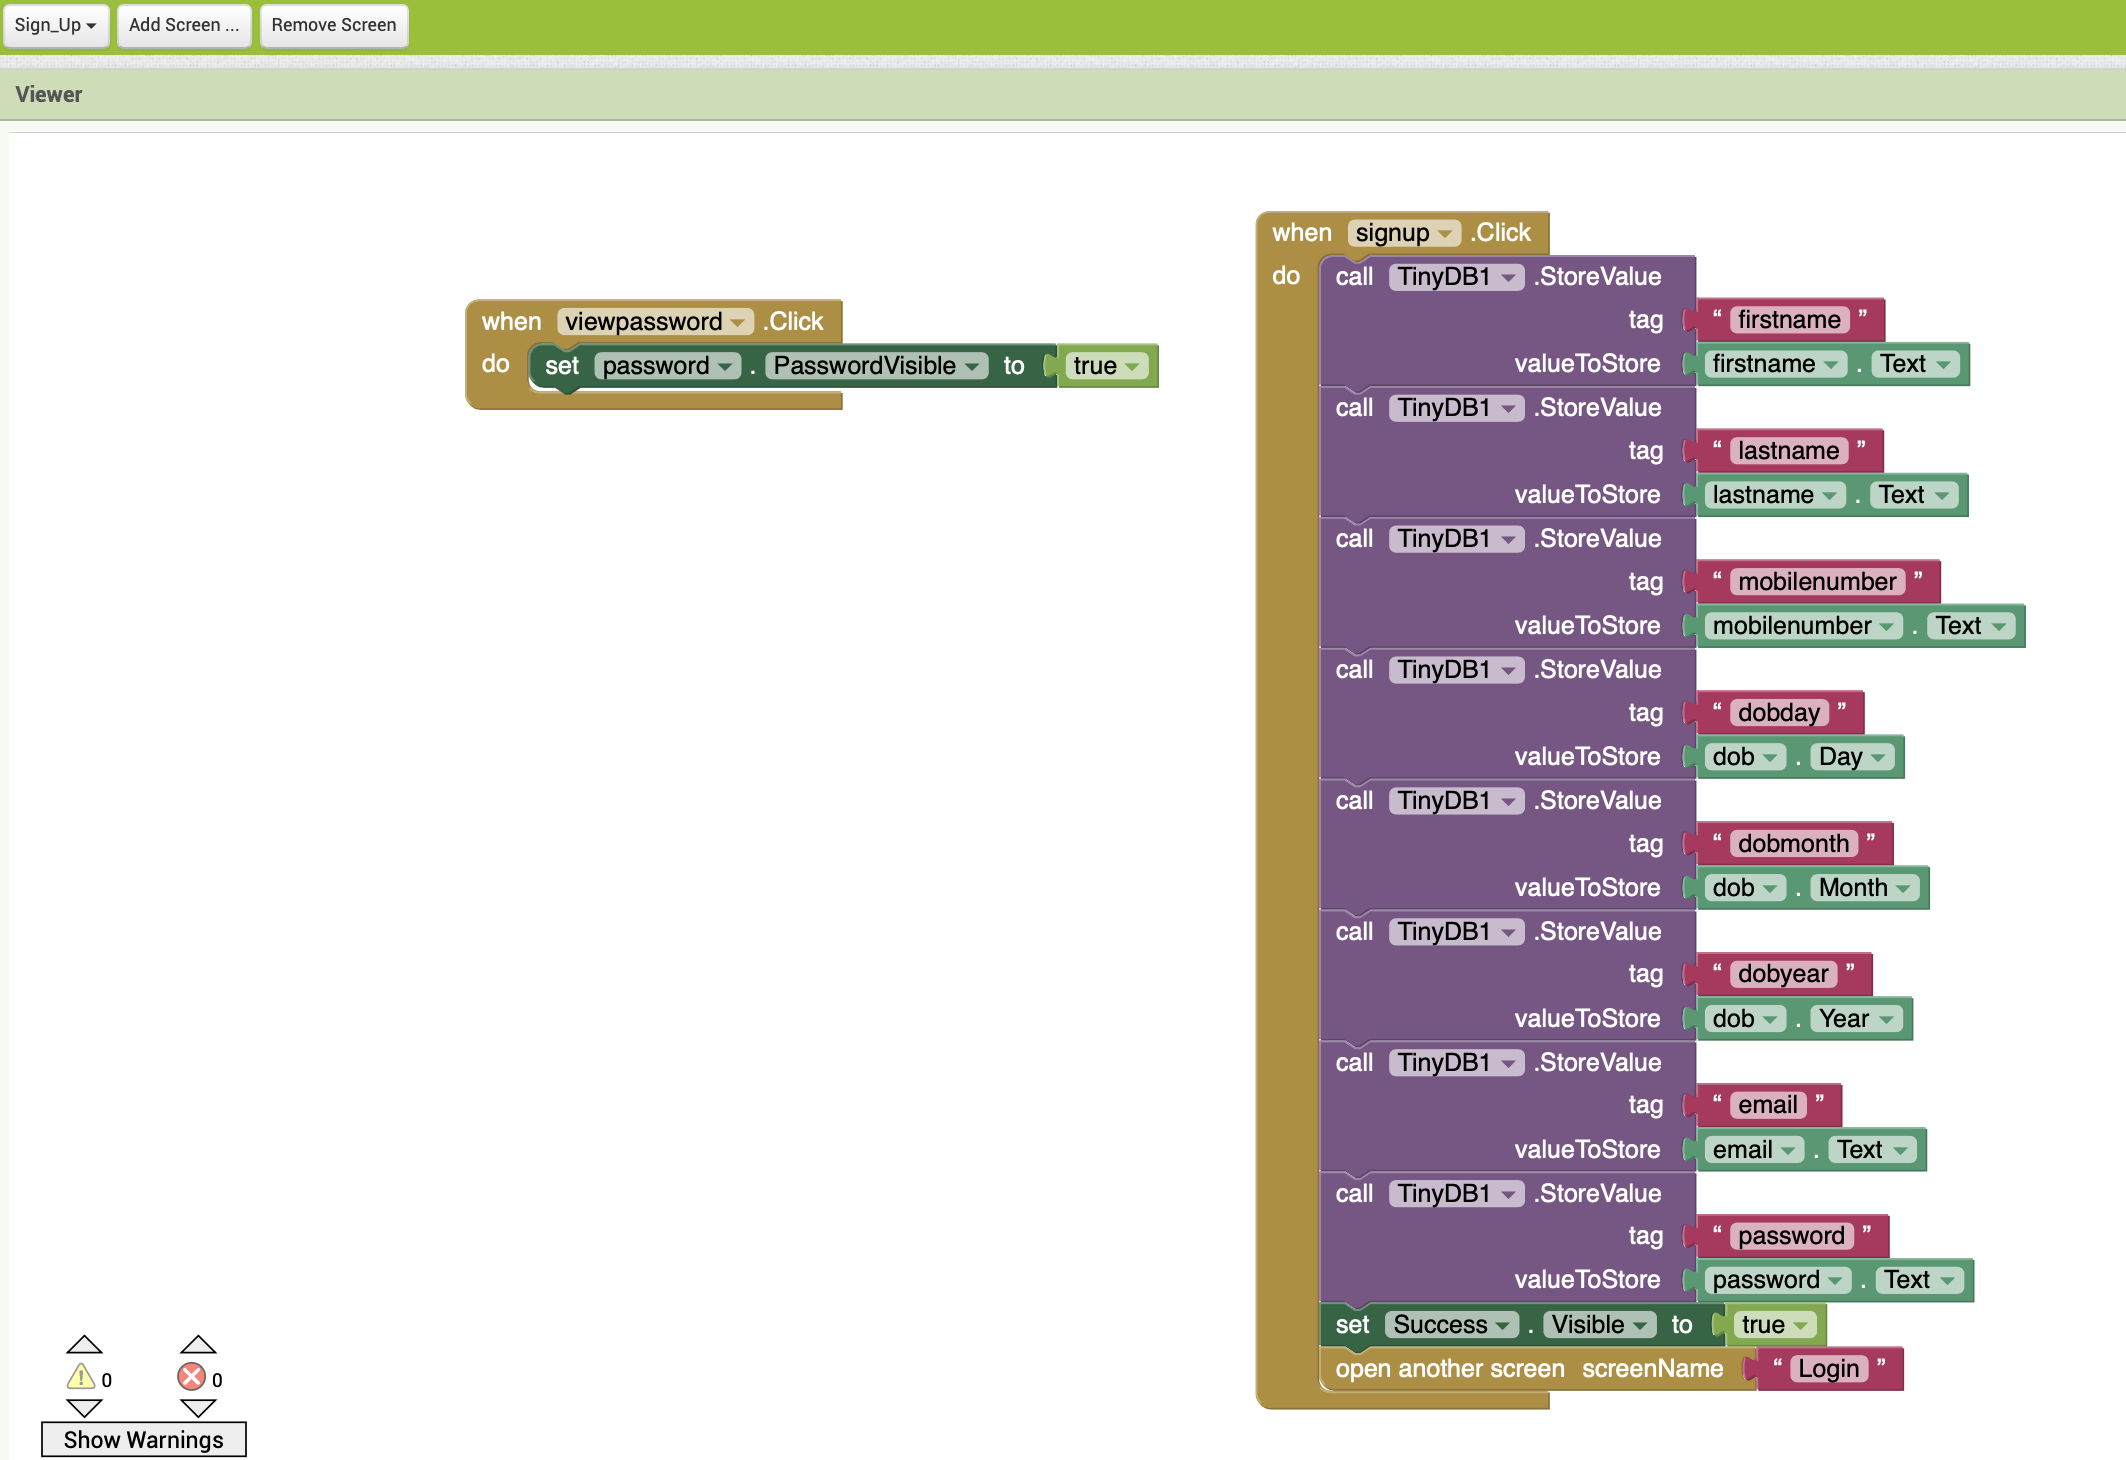 Sign_Up Add Screen ... Remove Screen
Viewer
when viewpassword .Click
do set password . PasswordVisible to true
when signup .Click
do call TinyDB1 .StoreValue
tag “ firstname ”
valueToStore firstname . Text
call TinyDB1 .StoreValue
tag “ lastname ”
valueToStore lastname . Text
call TinyDB1 .StoreValue
tag “ mobilenumber ”
valueToStore mobilenumber . Text
call TinyDB1 .StoreValue
tag “ dobday ”
valueToStore dob . Day
call TinyDB1 .StoreValue
tag “ dobmonth ”
valueToStore dob . Month
call TinyDB1 .StoreValue
tag “ dobyear ”
valueToStore dob . Year
call TinyDB1 .StoreValue
tag “ email ”
valueToStore email . Text
call TinyDB1 .StoreValue
tag “ password ”
valueToStore password . Text
set Success . Visible to true
open another screen screenName “ Login ”
0 0
Show Warnings